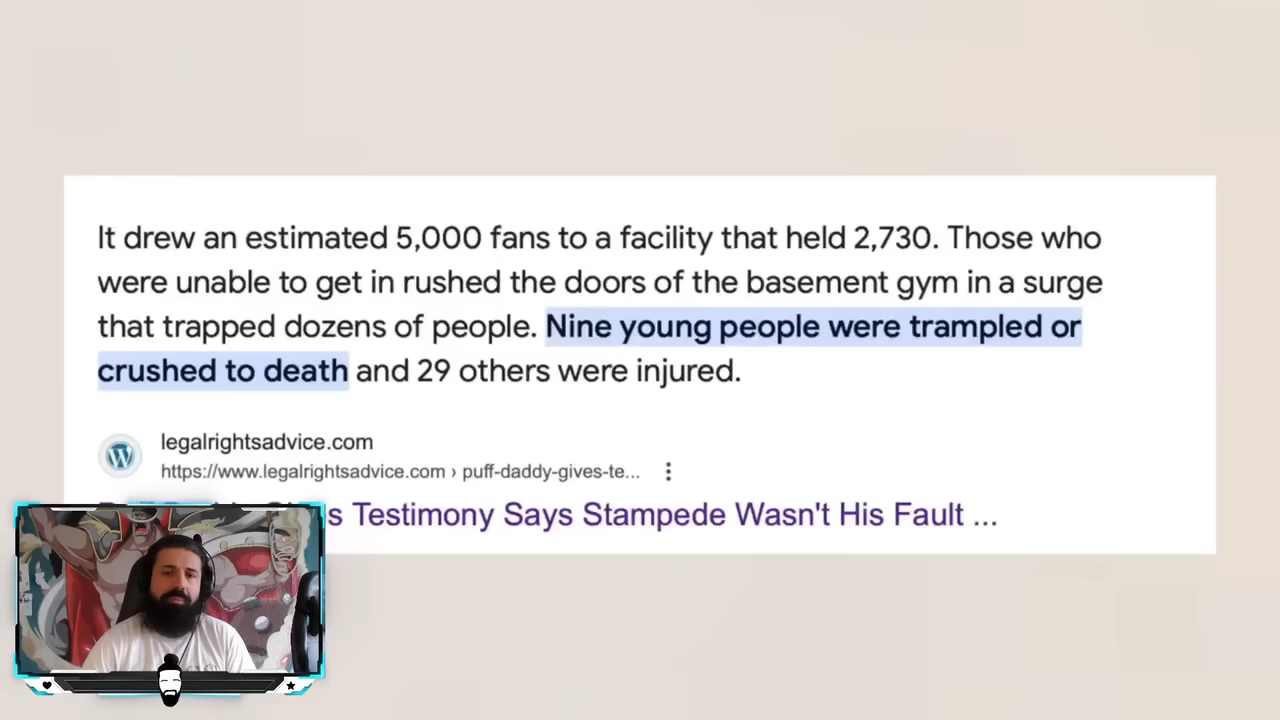 It drew an estimated 5,000 fans to a facility that held 2,730. Those who
were unable to get in rushed the doors of the basement gym in a surge
that trapped dozens of people. Nine young people were trampled or
crushed to death and 29 others were injured.
legalrightsadvice.com
https://www.legalrightsadvice.com › puff-daddy-gives-te...
s Testimony Says Stampede Wasn't His Fault ...